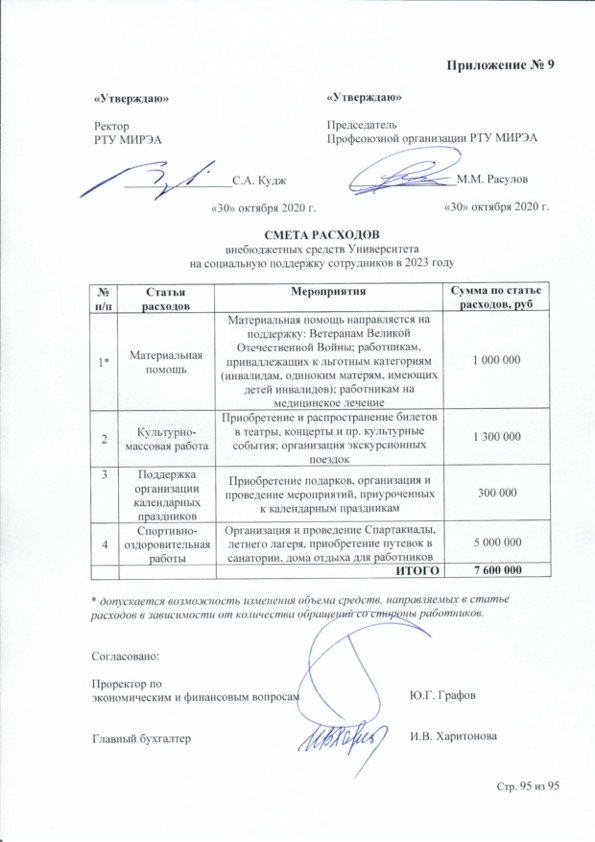 Приложение № 9
«Утверждаю» «Утверждаю»
Ректор Председатель
РТУ МИРЭА Профсоюзной организации РТУ МИРЭА
С.А. Кудж М.М. Расулов
«30» октября 2020 г. «30» октября 2020 г.
СМЕТА РАСХОДОВ
внебюджетных средств Университета
на социальную поддержку сотрудников в 2023 году
№ п/п Статья расходов Мероприятия Сумма по статье расходов, руб
1* Материальная помощь Материальная помощь направляется на
поддержку: Ветеранам Великой
Отечественной Войны; работникам,
принадлежащих к льготным категориям
(инвалидам, одиноким матерям, имеющих
детей инвалидов); работникам на
медицинское лечение 1 000 000
2 Культурно-массовая работа Приобретение и распространение билетов
в театры, концерты и пр. культурные
события; организация экскурсионных
поездок 1 300 000
3 Поддержка организации календарных праздников Приобретение подарков, организация и
проведение мероприятий, приуроченных
к календарным праздникам 300 000
4 Спортивно-оздоровительная работы Организация и проведение Спартакиады,
летнего лагеря, приобретение путевок в
санатории, дома отдыха для работников 5 000 000
ИТОГО 7 600 000
* допускается возможность изменения объема средств, направляемых в статье
расходов в зависимости от количества обращений со стороны работников.
Согласовано:
Проректор по
экономическим и финансовым вопросам Ю.Г. Графов
Главный бухгалтер И.В. Харитонова
Стр. 95 из 95